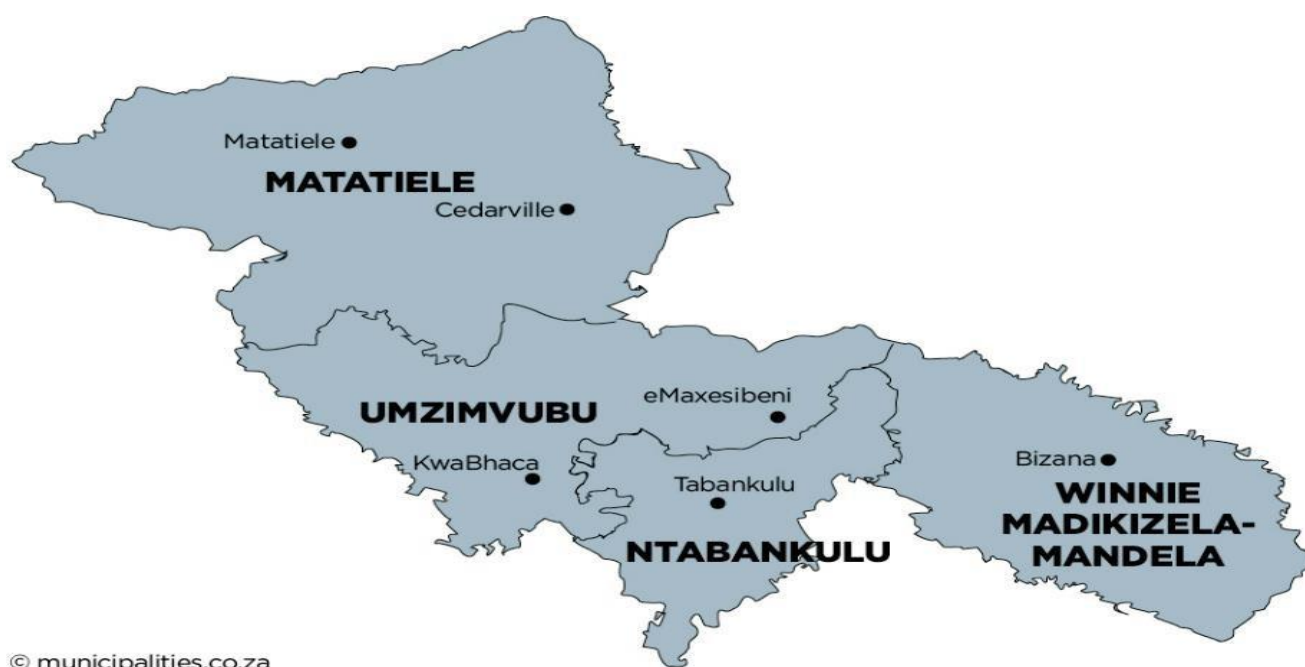 Matatiele
MATATIELE
Cedarville
eMaxesibeni
UMZIMVUBU
KwaBhaca
Tabankulu
Bizana
WINNIE
MADIKIZELA-
MANDELA
NTABANKULU
© municipalities.co.za